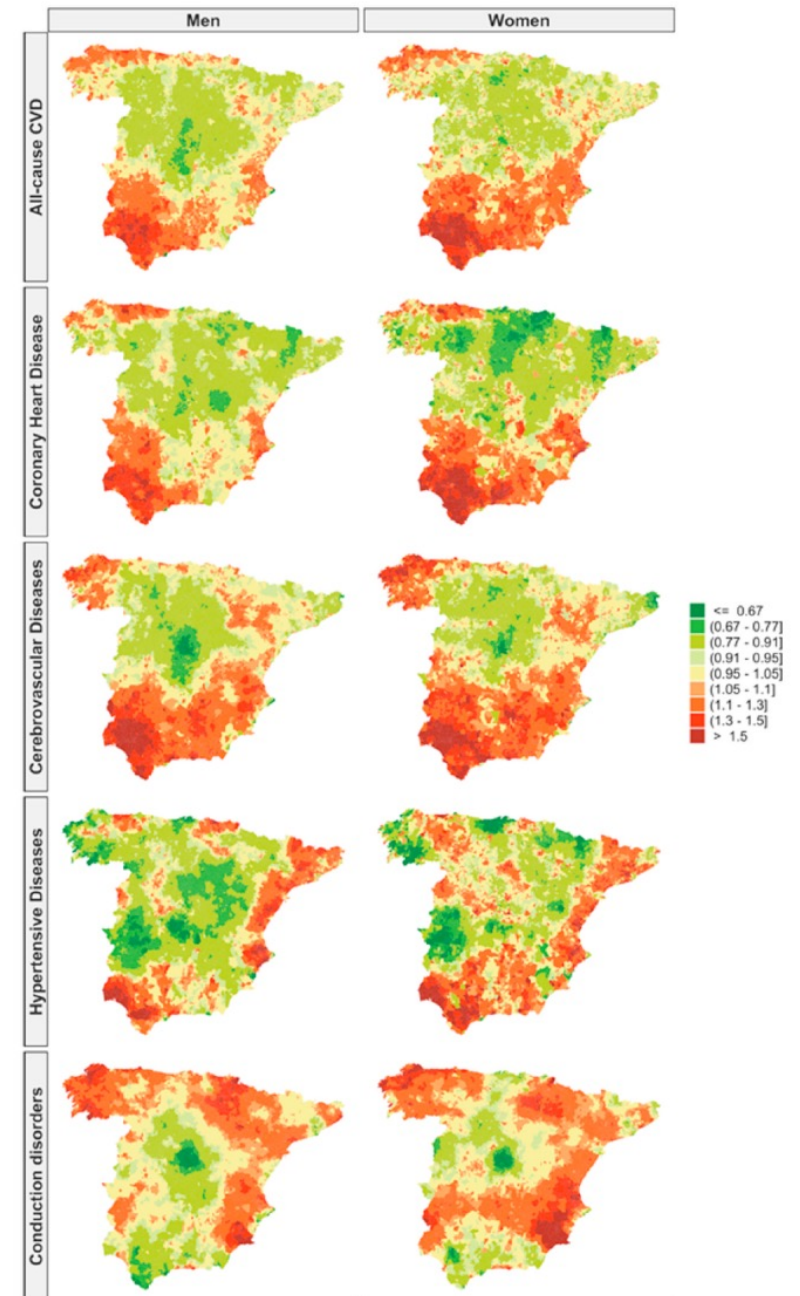 Men
Women
All-cause CVD
Coronary Heart Disease
Cerebrovascular Diseases
<= 0.67
(0.67 - 0.77]
(0.77 - 0.91]
(0.91 - 0.95]
(0.95 - 1.05]
(1.05 - 1.1]
(1.1 - 1.3]
(1.3 - 1.5]
> 1.5
Hypertensive Diseases
Conduction disorders